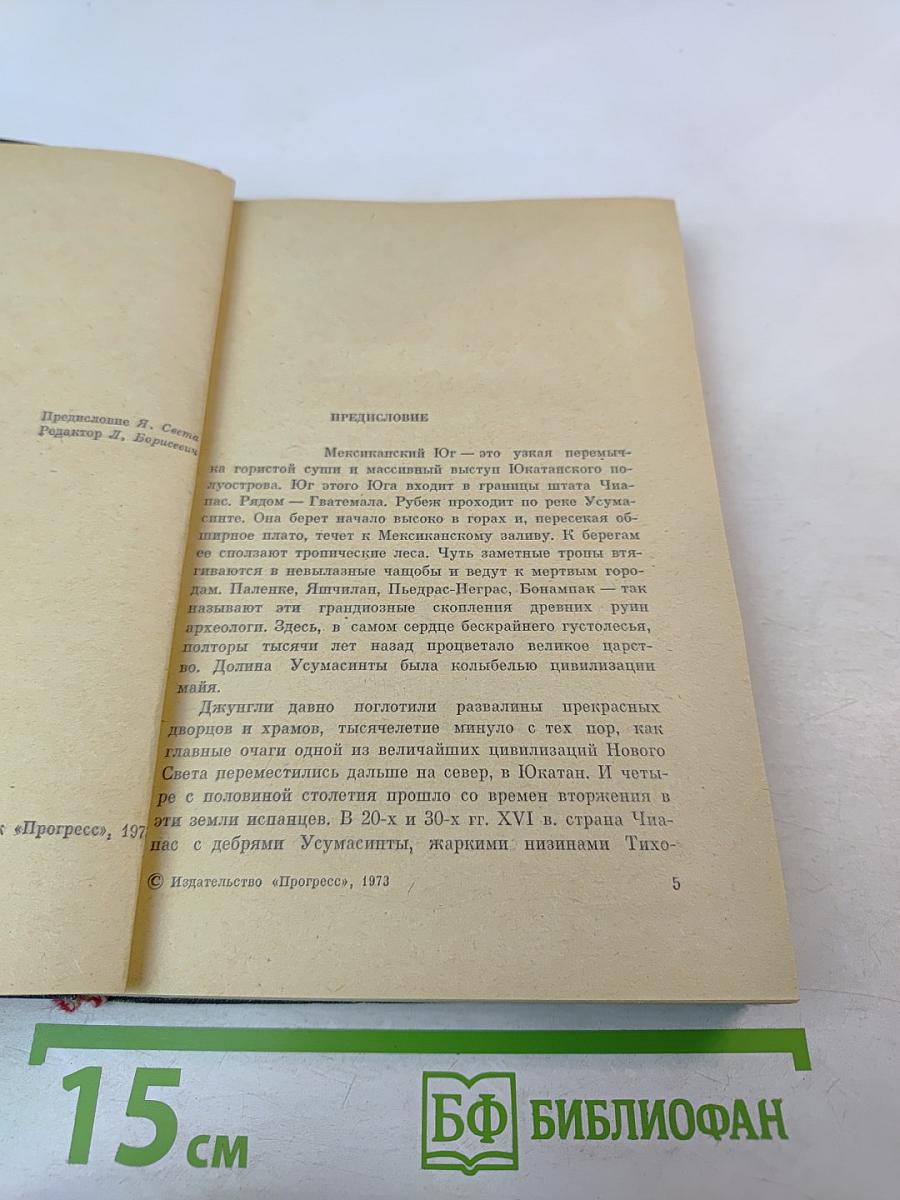 Предисловие Я. Света
Редактор Л. Борисевич
к «Прогресс», 197
ПРЕДИСЛОВИЕ
Мексиканский Юг — это узкая перемыч-
ка гористой суши и массивный выступ Юкатанского по-
луострова. Юг этого Юга входит в границы штата Чиа-
пас. Рядом — Гватемала. Рубеж проходит по реке Усума-
синте. Она берет начало высоко в горах и, пересекая об-
ширное плато, течет к Мексиканскому заливу. К берегам
ее сползают тропические леса. Чуть заметные тропы втя-
гиваются в невылазные чащобы и ведут к мертвым горо-
дам. Паленке, Яшчилан, Пьедрас-Неграс, Бонампак — так
называют эти грандиозные скопления древних руин
археологи. Здесь, в самом сердце бескрайнего густолесья,
полторы тысячи лет назад процветало великое царст-
во. Долина Усумасинты была колыбелью цивилизации
майя.
Джунгли давно поглотили развалины прекрасных
дворцов и храмов, тысячелетие минуло с тех пор, как
главные очаги одной из величайших цивилизаций Нового
Света переместились дальше на север, в Юкатан. И четы-
ре с половиной столетия прошло со времен вторжения в
эти земли испанцев. В 20-х и 30-х гг. XVI в. страна Чиа-
пас с дебрями Усумасинты, жаркими низинами Тихо-
© Издательство «Прогресс», 1973
5
15 см
БФ БИБЛИОФАН